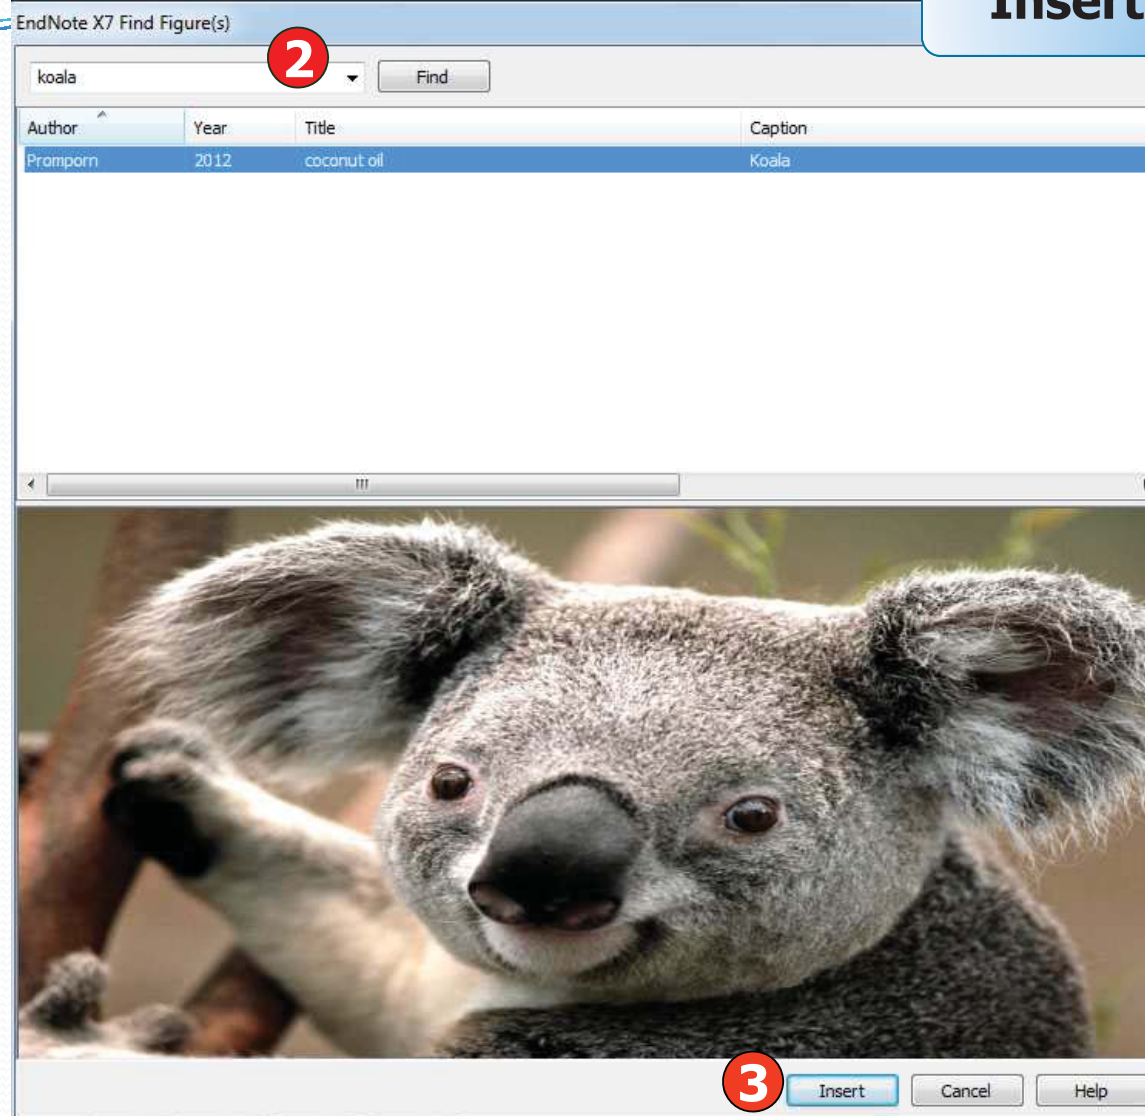 Insert
EndNote X7 Find Figure(s)
2
koala Find
Author Year Title Caption
Promporn 2012 coconut oil Koala
3 Insert Cancel Help